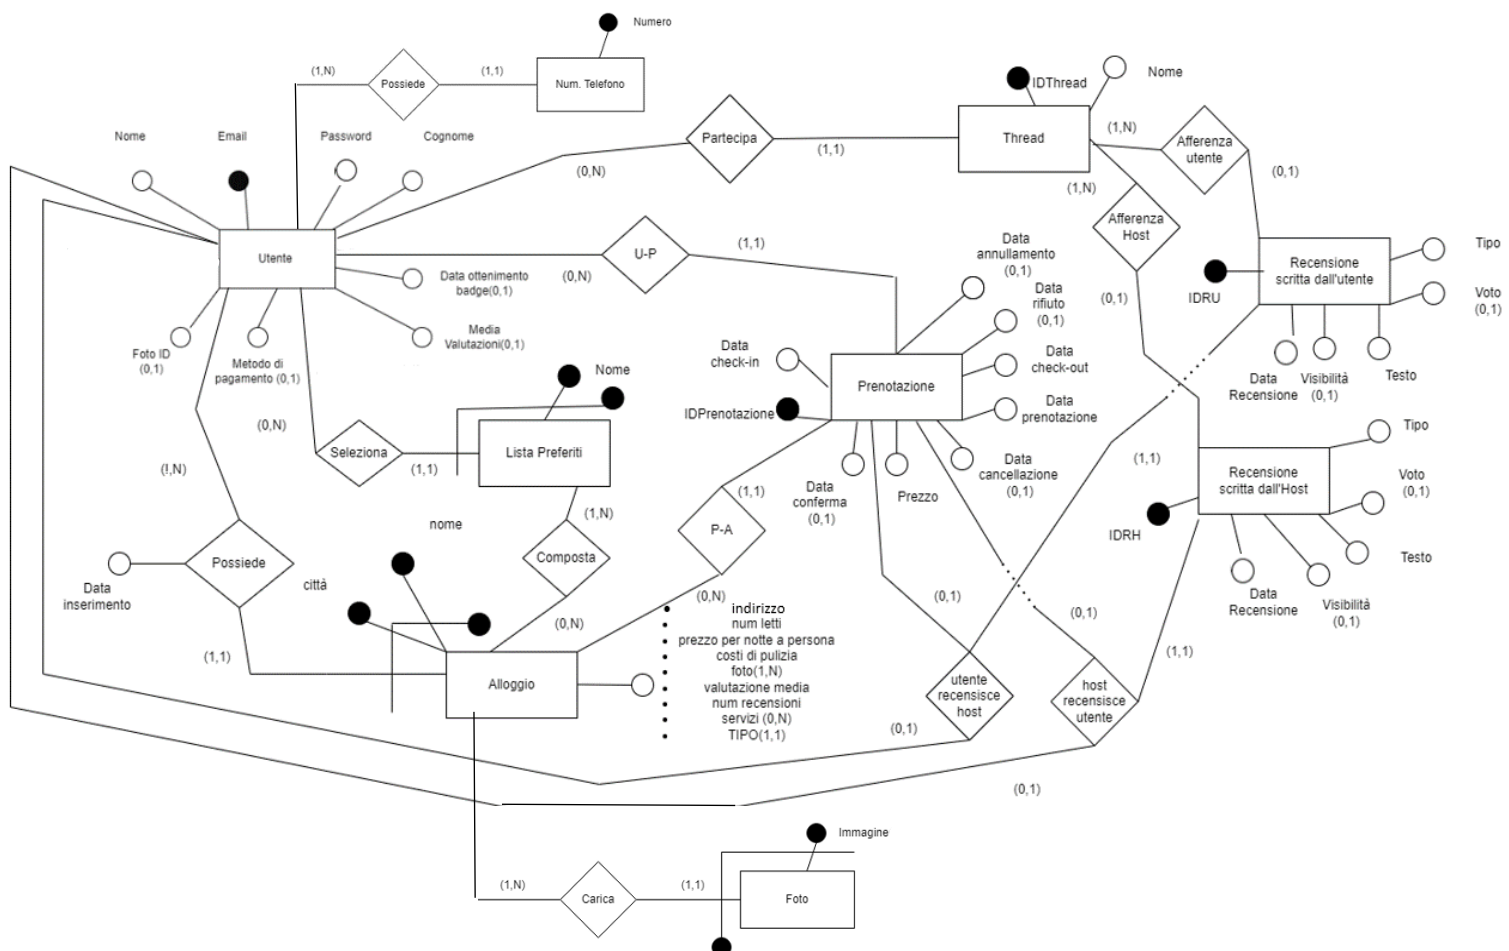 Numero
(1,N)
Possiede
(1,1)
Num. Telefono
IDThread
Nome
Nome
Email
Password
Cognome
Partecipa
(0,N)
(1,1)
Thread
(1,N)
Afferenza
utente
(0,1)
(1,N)
Afferenza
Host
(0,1)
Utente
(0,N)
U-P
(1,1)
Data ottenimento
badge(0,1)
Media
Valutazioni(0,1)
Foto ID
(0,1)
Metodo di
pagamento (0,1)
Data
annullamento
(0,1)
Data
rifiuto
(0,1)
Data
check-in
Data
check-out
Prenotazione
IDPrenotazione
Data
prenotazione
Data
conferma
(0,1)
Prezzo
Data
cancellazione
(0,1)
Recensione
scritta dall'utente
IDRU
Tipo
Voto
(0,1)
Data
Recensione
Visibilità
(0,1)
Testo
(1,1)
Recensione
scritta dall'Host
IDRH
Tipo
Voto
(0,1)
Testo
Data
Recensione
Visibilità
(0,1)
(0,N)
Seleziona
(1,1)
Nome
Lista Preferiti
(1,N)
Composta
(0,N)
(!,N)
Possiede
Data
inserimento
(1,1)
nome
città
(1,1)
P-A
(0,N)
Alloggio
indirizzo
num letti
prezzo per notte a persona
costi di pulizia
foto(1,N)
valutazione media
num recensioni
servizi (0,N)
TIPO(1,1)
(0,1)
utente
recensisce
host
(0,1)
(0,1)
host
recensisce
utente
(1,1)
(0,1)
(1,N)
Carica
(1,1)
Immagine
Foto